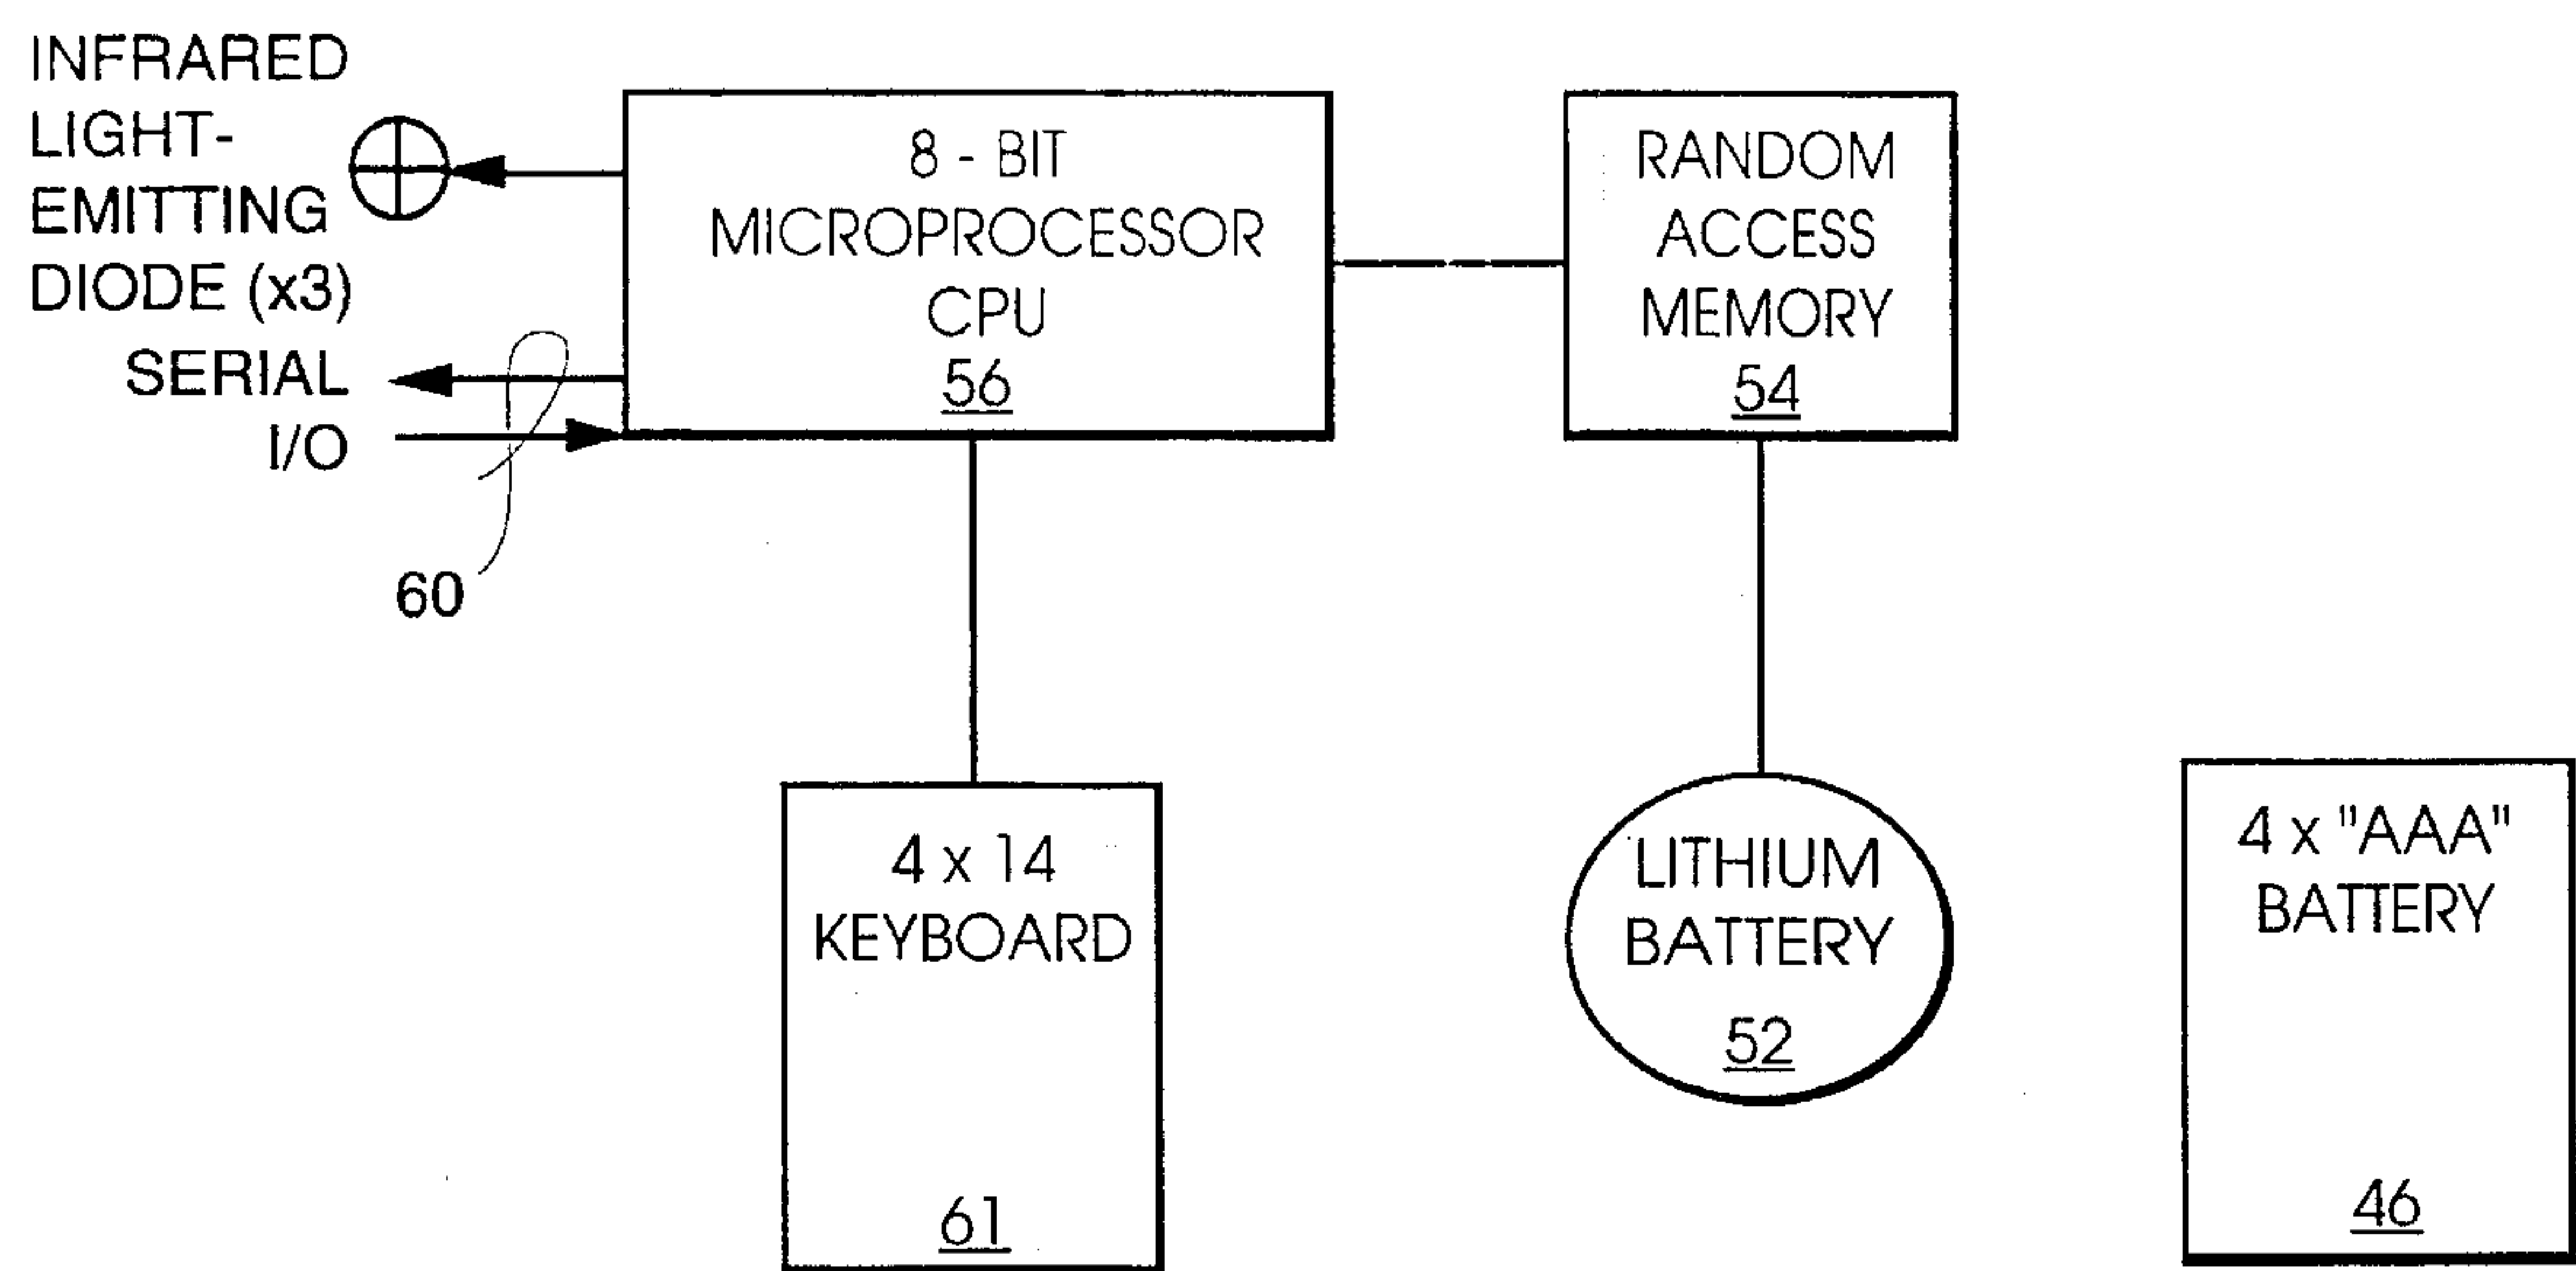 INFRARED
LIGHT-
EMITTING
DIODE (x3)
SERIAL
I/O
60
8 - BIT
MICROPROCESSOR
CPU
56
RANDOM
ACCESS
MEMORY
54
4 x 14
KEYBOARD
61
LITHIUM
BATTERY
52
4 x "AAA"
BATTERY
46